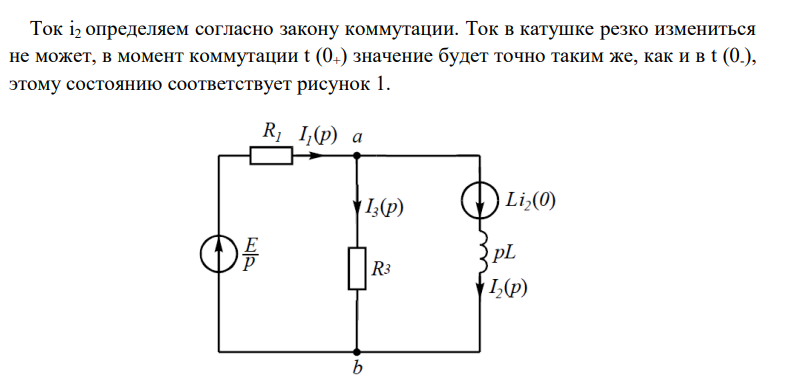 Ток i₂ определяем согласно закону коммутации. Ток в катушке резко измениться
не может, в момент коммутации t (0₊) значение будет точно таким же, как и в t (0₋),
этому состоянию соответствует рисунок 1.
R₁ I₁(p) a
I₃(p)
Li₂(0)
E
p
R3
pL
I₂(p)
b